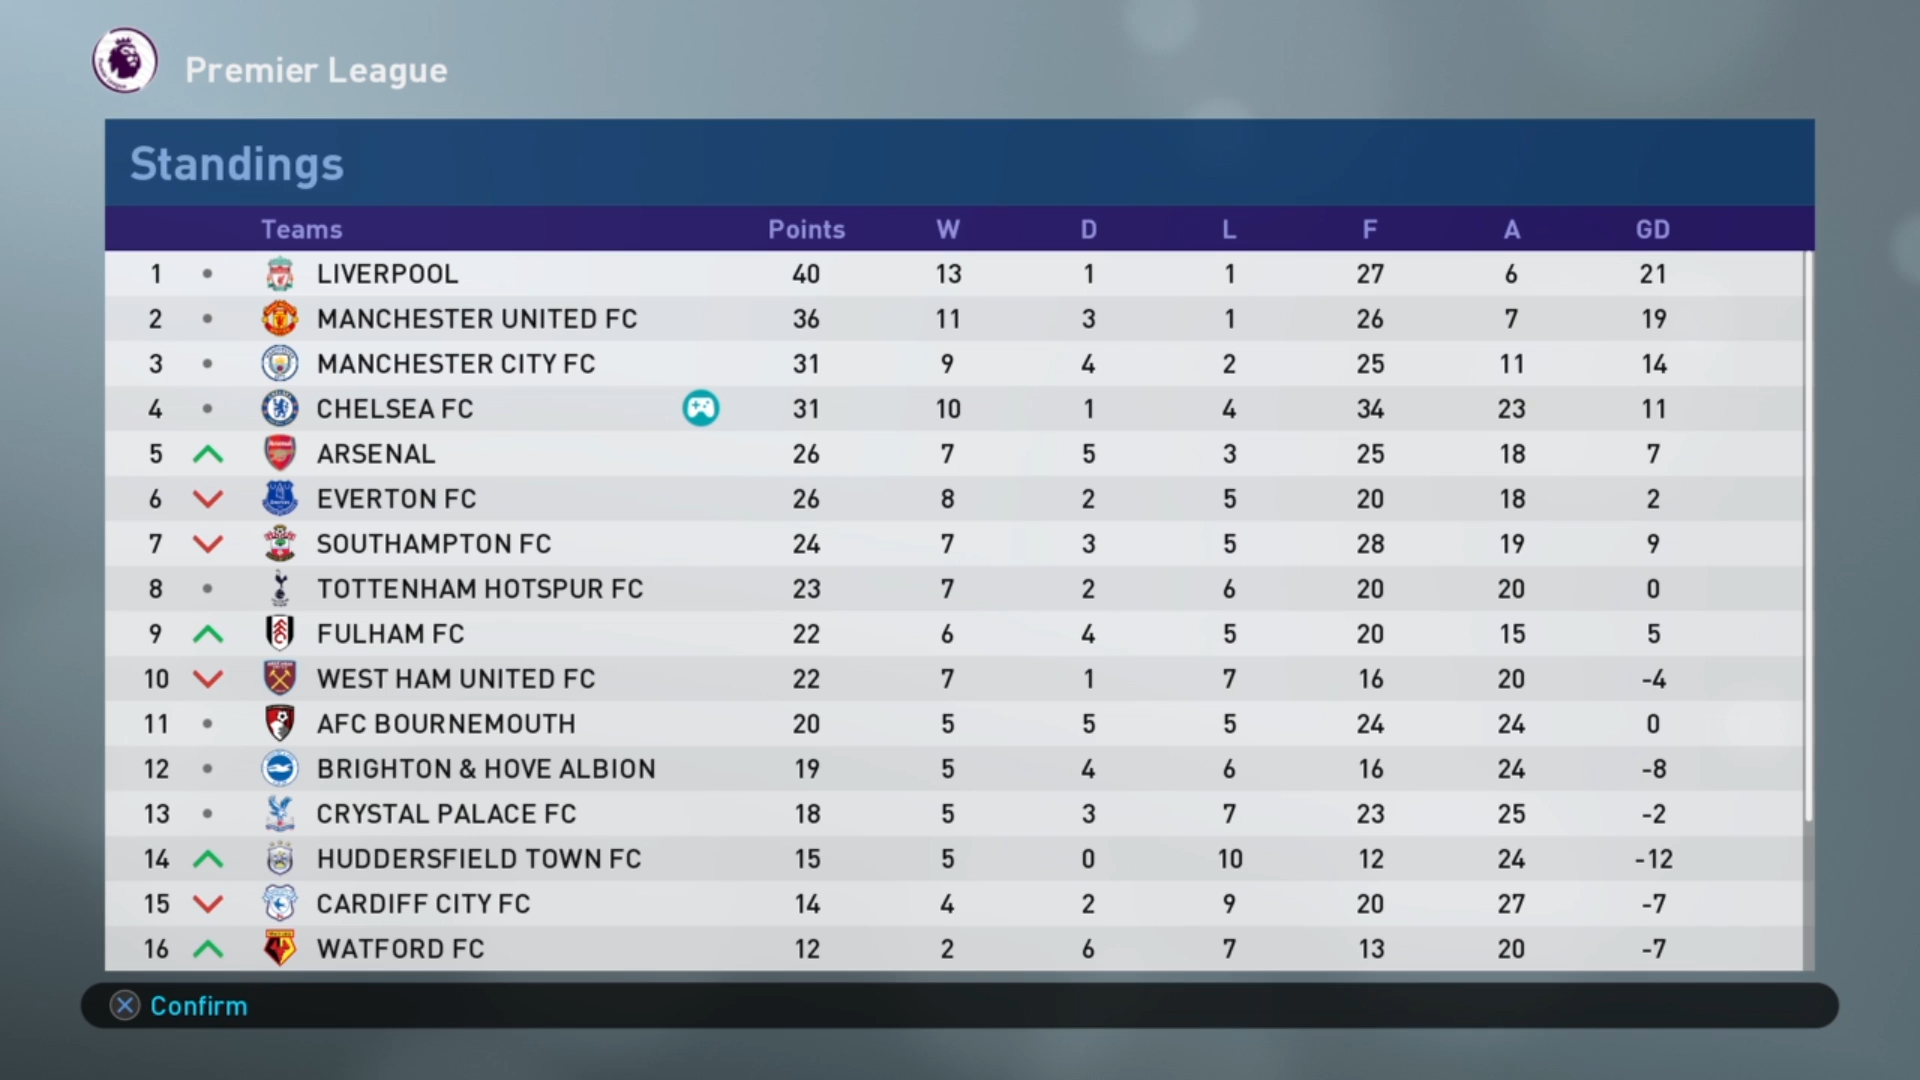 Premier League
Standings
Teams Points W D L F A GD
1 LIVERPOOL 40 13 1 1 27 6 21
2 MANCHESTER UNITED FC 36 11 3 1 26 7 19
3 MANCHESTER CITY FC 31 9 4 2 25 11 14
4 CHELSEA FC 31 10 1 4 34 23 11
5 ARSENAL 26 7 5 3 25 18 7
6 EVERTON FC 26 8 2 5 20 18 2
7 SOUTHAMPTON FC 24 7 3 5 28 19 9
8 TOTTENHAM HOTSPUR FC 23 7 2 6 20 20 0
9 FULHAM FC 22 6 4 5 20 15 5
10 WEST HAM UNITED FC 22 7 1 7 16 20 -4
11 AFC BOURNEMOUTH 20 5 5 5 24 24 0
12 BRIGHTON & HOVE ALBION 19 5 4 6 16 24 -8
13 CRYSTAL PALACE FC 18 5 3 7 23 25 -2
14 HUDDERSFIELD TOWN FC 15 5 0 10 12 24 -12
15 CARDIFF CITY FC 14 4 2 9 20 27 -7
16 WATFORD FC 12 2 6 7 13 20 -7
Confirm